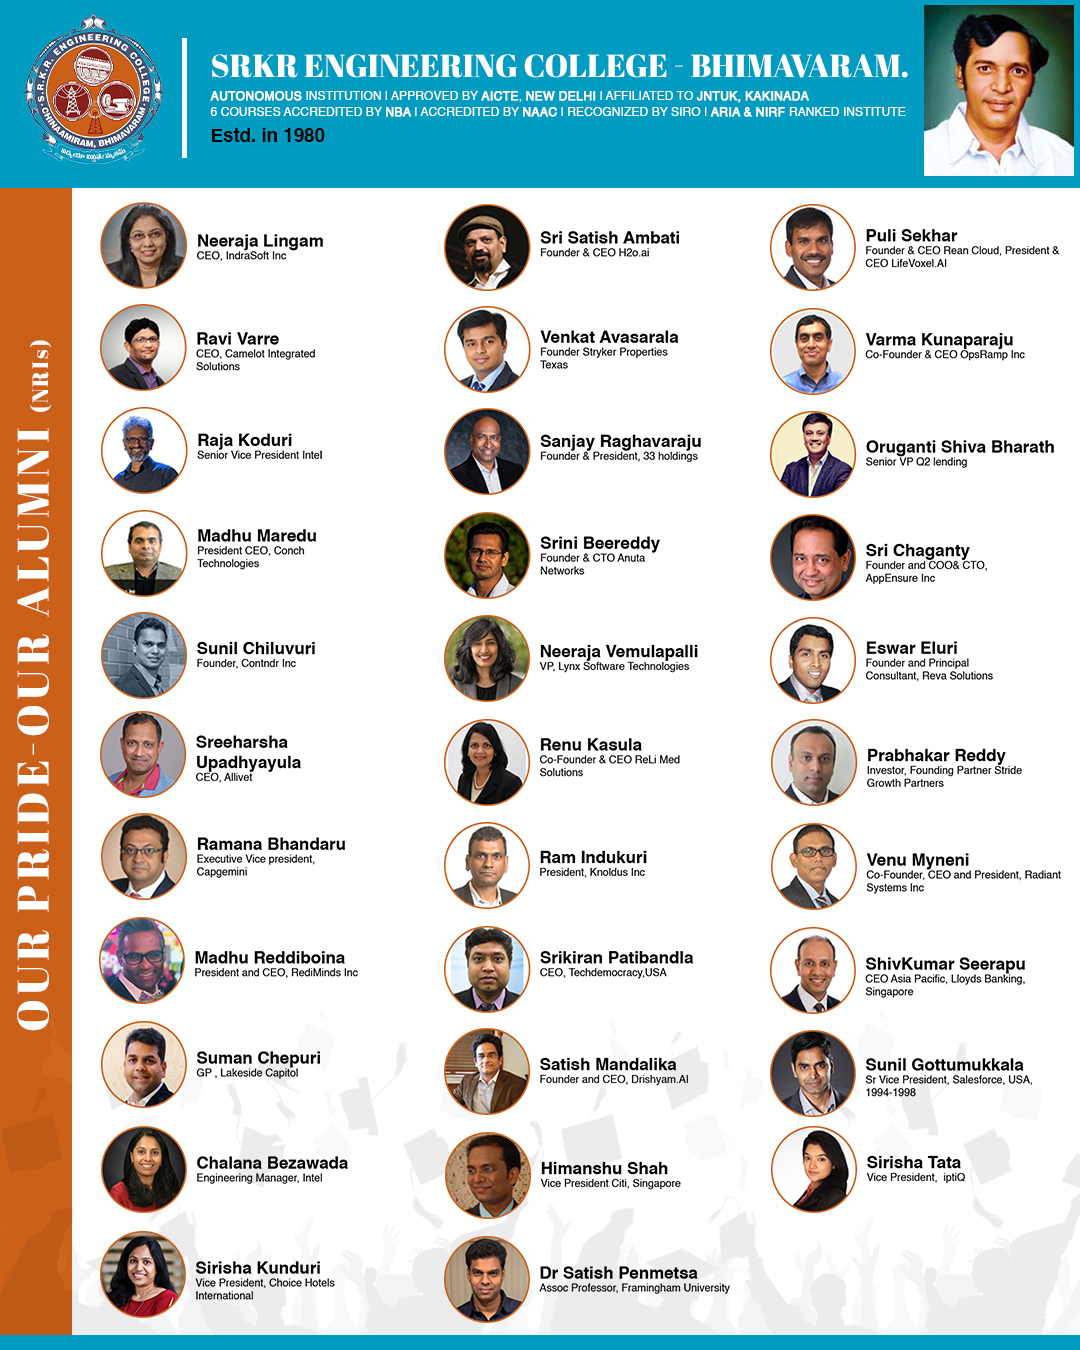 S.R.K.R. ENGINEERING COLLEGE
CHINAAMIRAM, BHIMAVARAM
SRKR ENGINEERING COLLEGE - BHIMAVARAM.
AUTONOMOUS INSTITUTION I APPROVED BY AICTE, NEW DELHI I AFFILIATED TO JNTUK, KAKINADA
6 COURSES ACCREDITED BY NBA I ACCREDITED BY NAAC I RECOGNIZED BY SIRO I ARIA & NIRF RANKED INSTITUTE
Estd. in 1980
OUR PRIDE-OUR ALUMNI (NRIs)
Neeraja Lingam
CEO, IndraSoft Inc
Sri Satish Ambati
Founder & CEO H2o.ai
Puli Sekhar
Founder & CEO Rean Cloud, President &
CEO LifeVoxel.AI
Ravi Varre
CEO, Camelot Integrated
Solutions
Venkat Avasarala
Founder Stryker Properties
Texas
Varma Kunaparaju
Co-Founder & CEO OpsRamp Inc
Raja Koduri
Senior Vice President Intel
Sanjay Raghavaraju
Founder & President, 33 holdings
Oruganti Shiva Bharath
Senior VP Q2 lending
Madhu Maredu
President CEO, Conch
Technologies
Srini Beereddy
Founder & CTO Anuta
Networks
Sri Chaganty
Founder and COO& CTO,
AppEnsure Inc
Sunil Chiluvuri
Founder, Contndr Inc
Neeraja Vemulapalli
VP, Lynx Software Technologies
Eswar Eluri
Founder and Principal
Consultant, Reva Solutions
Sreeharsha
Upadhyayula
CEO, Allivet
Renu Kasula
Co-Founder & CEO ReLi Med
Solutions
Prabhakar Reddy
Investor, Founding Partner Stride
Growth Partners
Ramana Bhandaru
Executive Vice president,
Capgemini
Ram Indukuri
President, Knoldus Inc
Venu Myneni
Co-Founder, CEO and President, Radiant
Systems Inc
Madhu Reddiboina
President and CEO, RediMinds Inc
Srikiran Patibandla
CEO, Techdemocracy,USA
ShivKumar Seerapu
CEO Asia Pacific, Lloyds Banking,
Singapore
Suman Chepuri
GP , Lakeside Capitol
Satish Mandalika
Founder and CEO, Drishyam.AI
Sunil Gottumukkala
Sr Vice President, Salesforce, USA,
1994-1998
Chalana Bezawada
Engineering Manager, Intel
Himanshu Shah
Vice President Citi, Singapore
Sirisha Tata
Vice President, iptiQ
Sirisha Kunduri
Vice President, Choice Hotels
International
Dr Satish Penmetsa
Assoc Professor, Framingham University